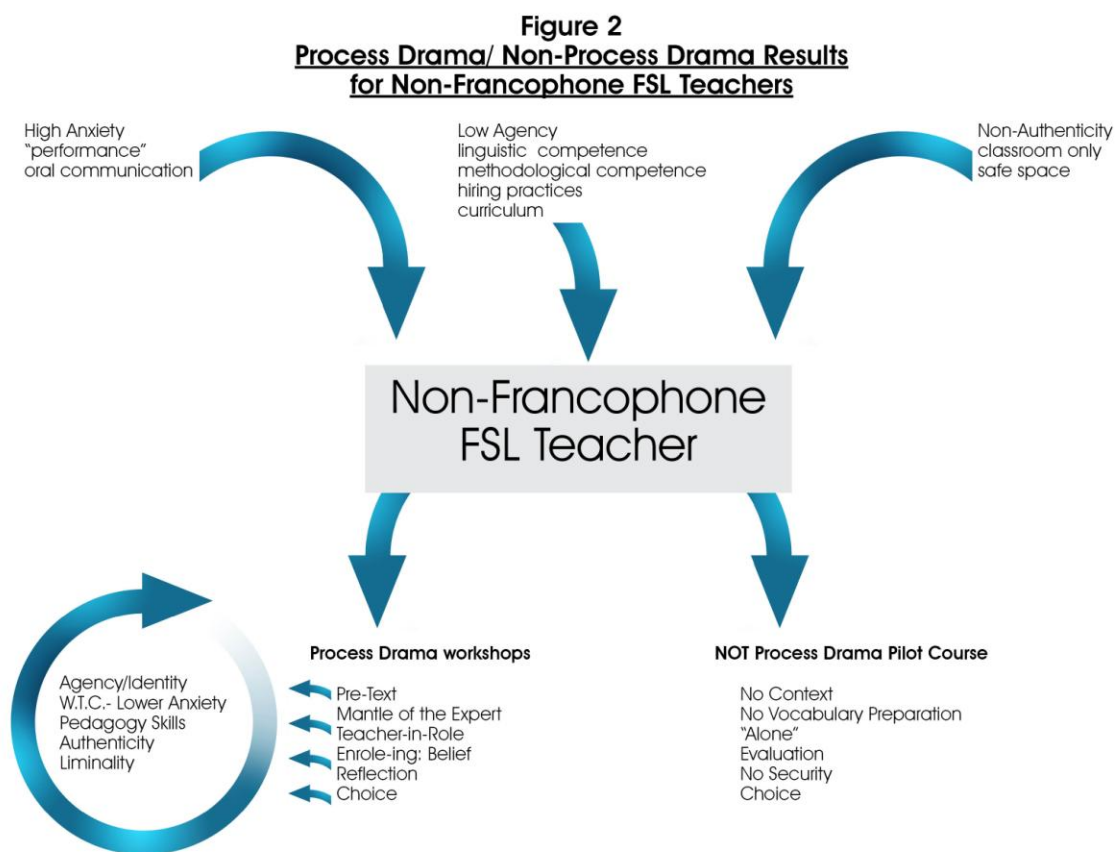 Figure 2
Process Drama/ Non-Process Drama Results
for Non-Francophone FSL Teachers
High Anxiety
"performance"
oral communication
Low Agency
linguistic competence
methodological competence
hiring practices
curriculum
Non-Authenticity
classroom only
safe space
Non-Francophone
FSL Teacher
Agency/Identity
W.T.C.- Lower Anxiety
Pedagogy Skills
Authenticity
Liminality
Process Drama workshops
Pre-Text
Mantle of the Expert
Teacher-in-Role
Enrole-ing: Belief
Reflection
Choice
NOT Process Drama Pilot Course
No Context
No Vocabulary Preparation
"Alone"
Evaluation
No Security
Choice